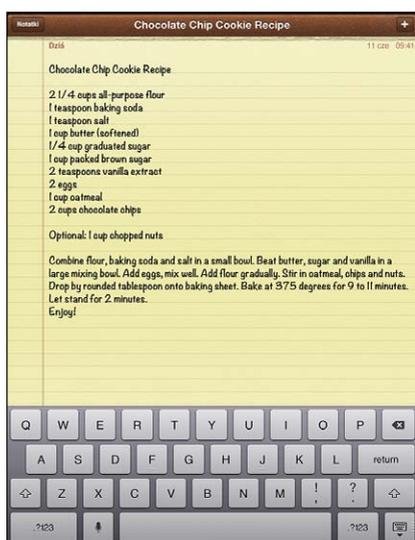 Notatki
Chocolate Chip Cookie Recipe
+
Dziś
11 cze 09:41
Chocolate Chip Cookie Recipe
2 1/4 cups all-purpose flour
1 teaspoon baking soda
1 teaspoon salt
1 cup butter (softened)
1/4 cup graduated sugar
1 cup packed brown sugar
2 teaspoons vanilla extract
2 eggs
1 cup oatmeal
2 cups chocolate chips
Optional: 1 cup chopped nuts
Combine flour, baking soda and salt in a small bowl. Beat butter, sugar and vanilla in a
large mixing bowl. Add eggs, mix well. Add flour gradually. Stir in oatmeal, chips and nuts.
Drop by rounded tablespoon onto baking sheet. Bake at 375 degrees for 9 to 11 minutes.
Let stand for 2 minutes.
Enjoy!
Q W E R T Y U I O P
A S D F G H J K L return
Z X C V B N M ! , ? .
.?123 .?123